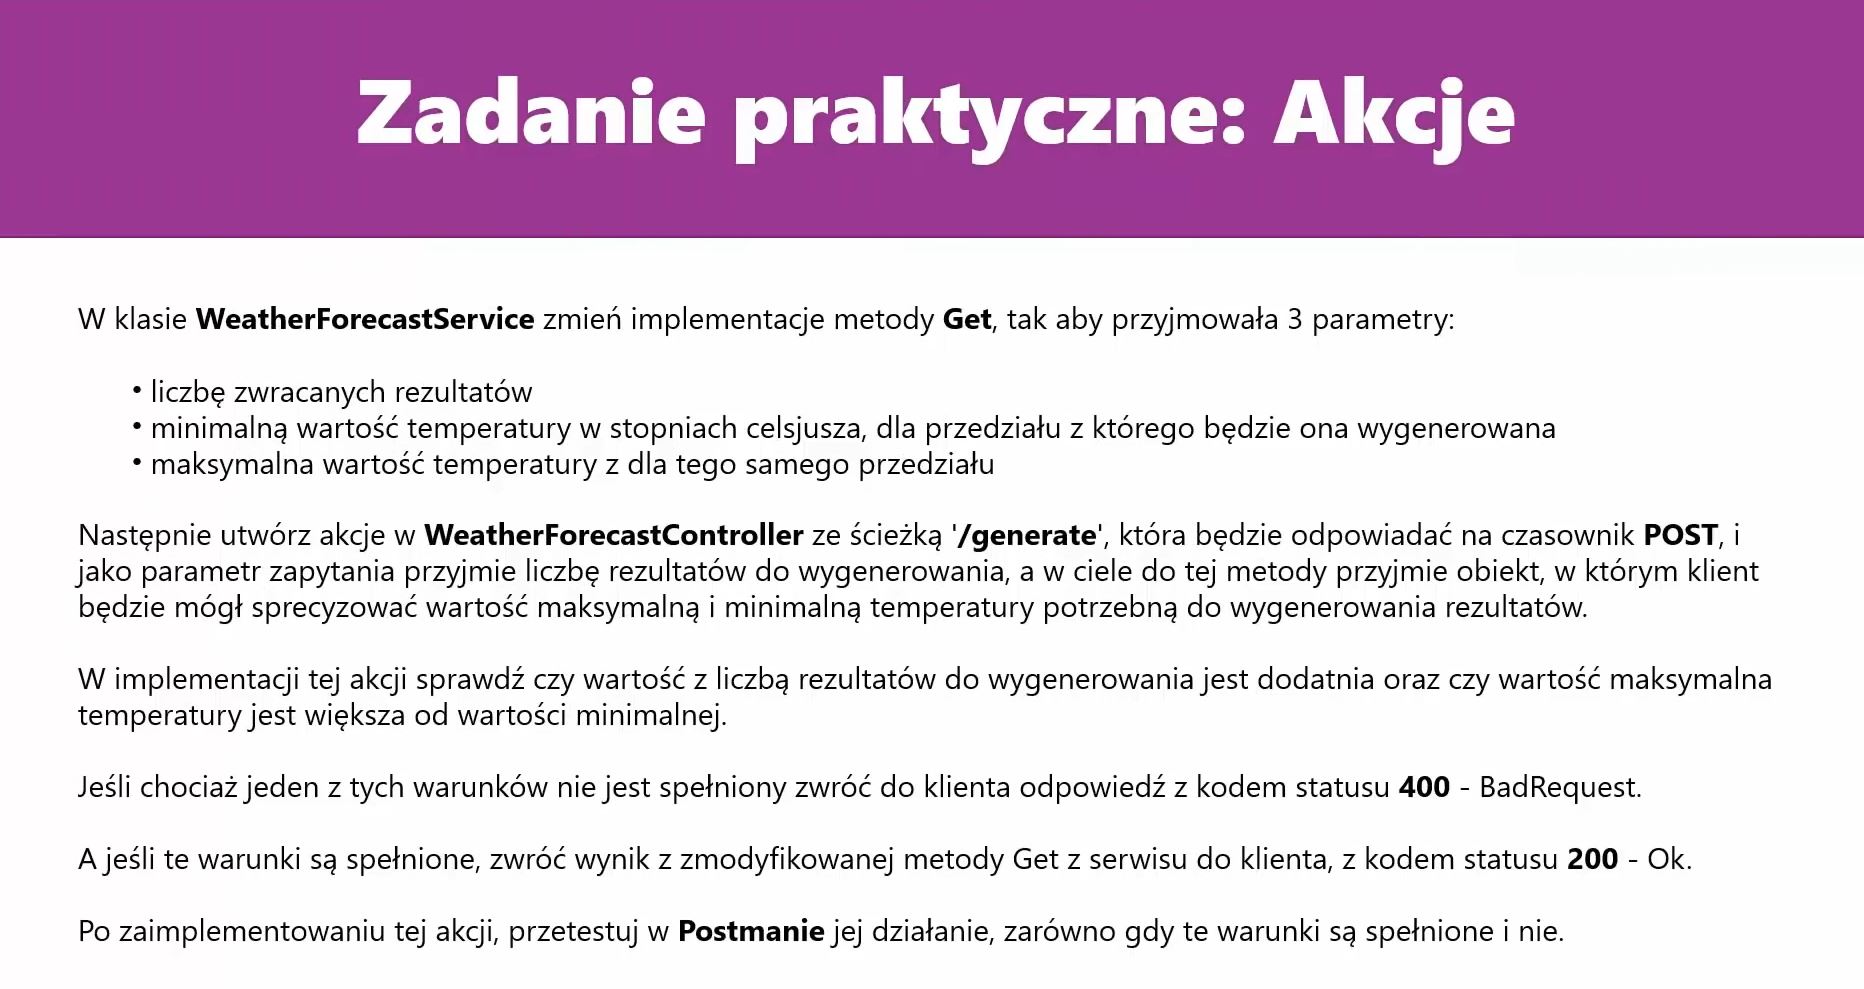 Zadanie praktyczne: Akcje
W klasie WeatherForecastService zmień implementacje metody Get, tak aby przyjmowała 3 parametry:
• liczbę zwracanych rezultatów
• minimalną wartość temperatury w stopniach celsjusza, dla przedziału z którego będzie ona wygenerowana
• maksymalna wartość temperatury z dla tego samego przedziału
Następnie utwórz akcje w WeatherForecastController ze ścieżką '/generate', która będzie odpowiadać na czasownik POST, i
jako parametr zapytania przyjmie liczbę rezultatów do wygenerowania, a w ciele do tej metody przyjmie obiekt, w którym klient
będzie mógł sprecyzować wartość maksymalną i minimalną temperatury potrzebną do wygenerowania rezultatów.
W implementacji tej akcji sprawdź czy wartość z liczbą rezultatów do wygenerowania jest dodatnia oraz czy wartość maksymalna
temperatury jest większa od wartości minimalnej.
Jeśli chociaż jeden z tych warunków nie jest spełniony zwróć do klienta odpowiedź z kodem statusu 400 - BadRequest.
A jeśli te warunki są spełnione, zwróć wynik z zmodyfikowanej metody Get z serwisu do klienta, z kodem statusu 200 - Ok.
Po zaimplementowaniu tej akcji, przetestuj w Postmanie jej działanie, zarówno gdy te warunki są spełnione i nie.